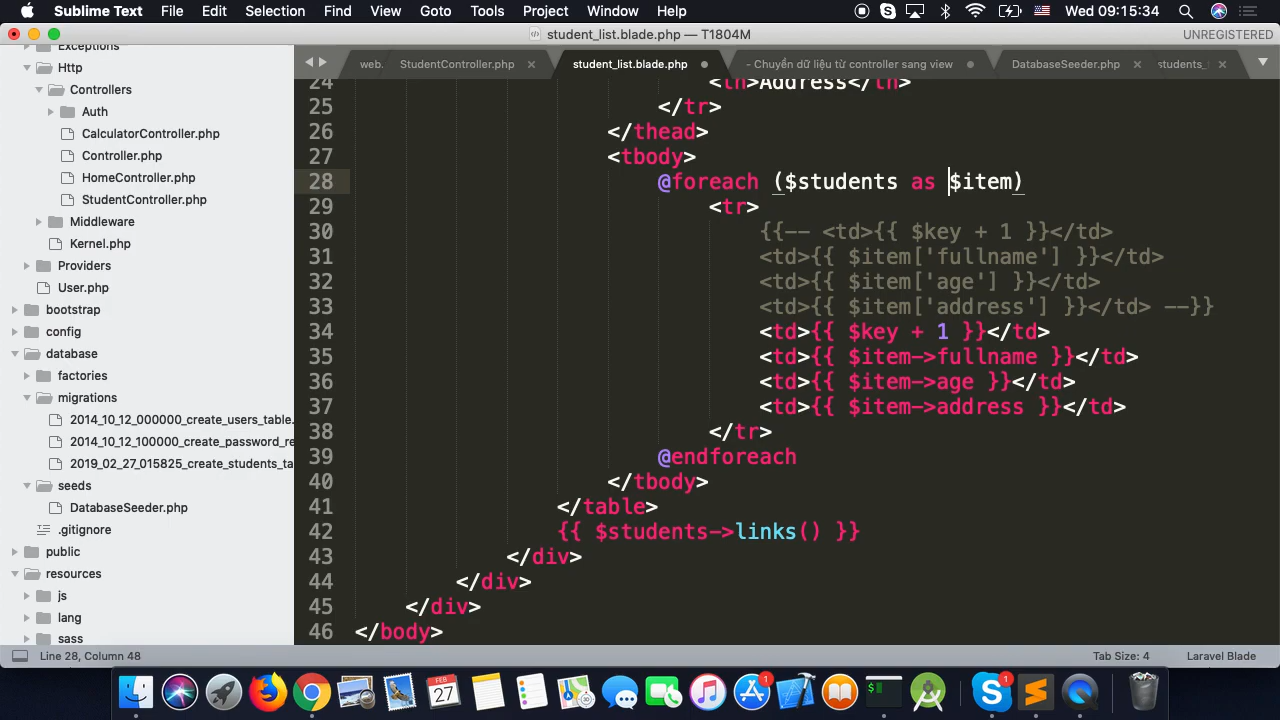 Sublime Text File Edit Selection Find View Goto Tools Project Window Help Wed 09:15:34
student_list.blade.php — T1804M UNREGISTERED
web. StudentController.php student_list.blade.php - Chuyển dữ liệu từ controller sang view DatabaseSeeder.php students_
Exceptions
Http
Controllers
Auth
CalculatorController.php
Controller.php
HomeController.php
StudentController.php
Middleware
Kernel.php
Providers
User.php
bootstrap
config
database
factories
migrations
2014_10_12_000000_create_users_table.
2014_10_12_100000_create_password_re
2019_02_27_015825_create_students_ta
seeds
DatabaseSeeder.php
.gitignore
public
resources
js
lang
sass
24 <th>Address</th>
25 </tr>
26 </thead>
27 <tbody>
28 @foreach ($students as $item)
29 <tr>
30 {{-- <td>{{ $key + 1 }}</td>
31 <td>{{ $item['fullname'] }}</td>
32 <td>{{ $item['age'] }}</td>
33 <td>{{ $item['address'] }}</td> --}}
34 <td>{{ $key + 1 }}</td>
35 <td>{{ $item->fullname }}</td>
36 <td>{{ $item->age }}</td>
37 <td>{{ $item->address }}</td>
38 </tr>
39 @endforeach
40 </tbody>
41 </table>
42 {{ $students->links() }}
43 </div>
44 </div>
45 </div>
46 </body>
Line 28, Column 48 Tab Size: 4 Laravel Blade
FEB
27
1
1